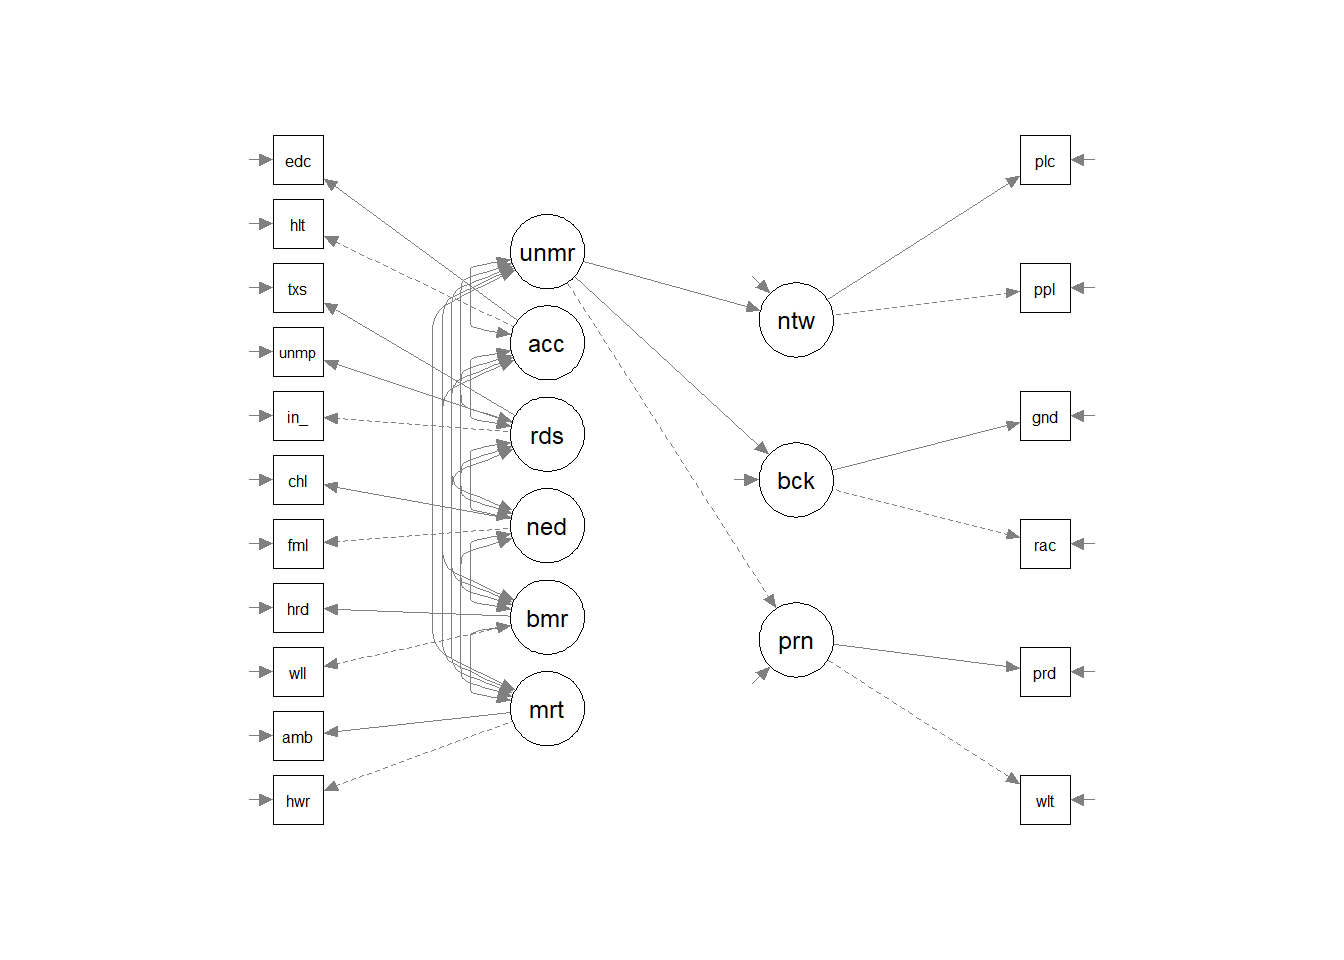 edc
hlt
txs
unmp
in_
chl
fml
hrd
wll
amb
hwr
unmr
acc
rds
ned
bmr
mrt
ntw
bck
prn
plc
ppl
gnd
rac
prd
wlt